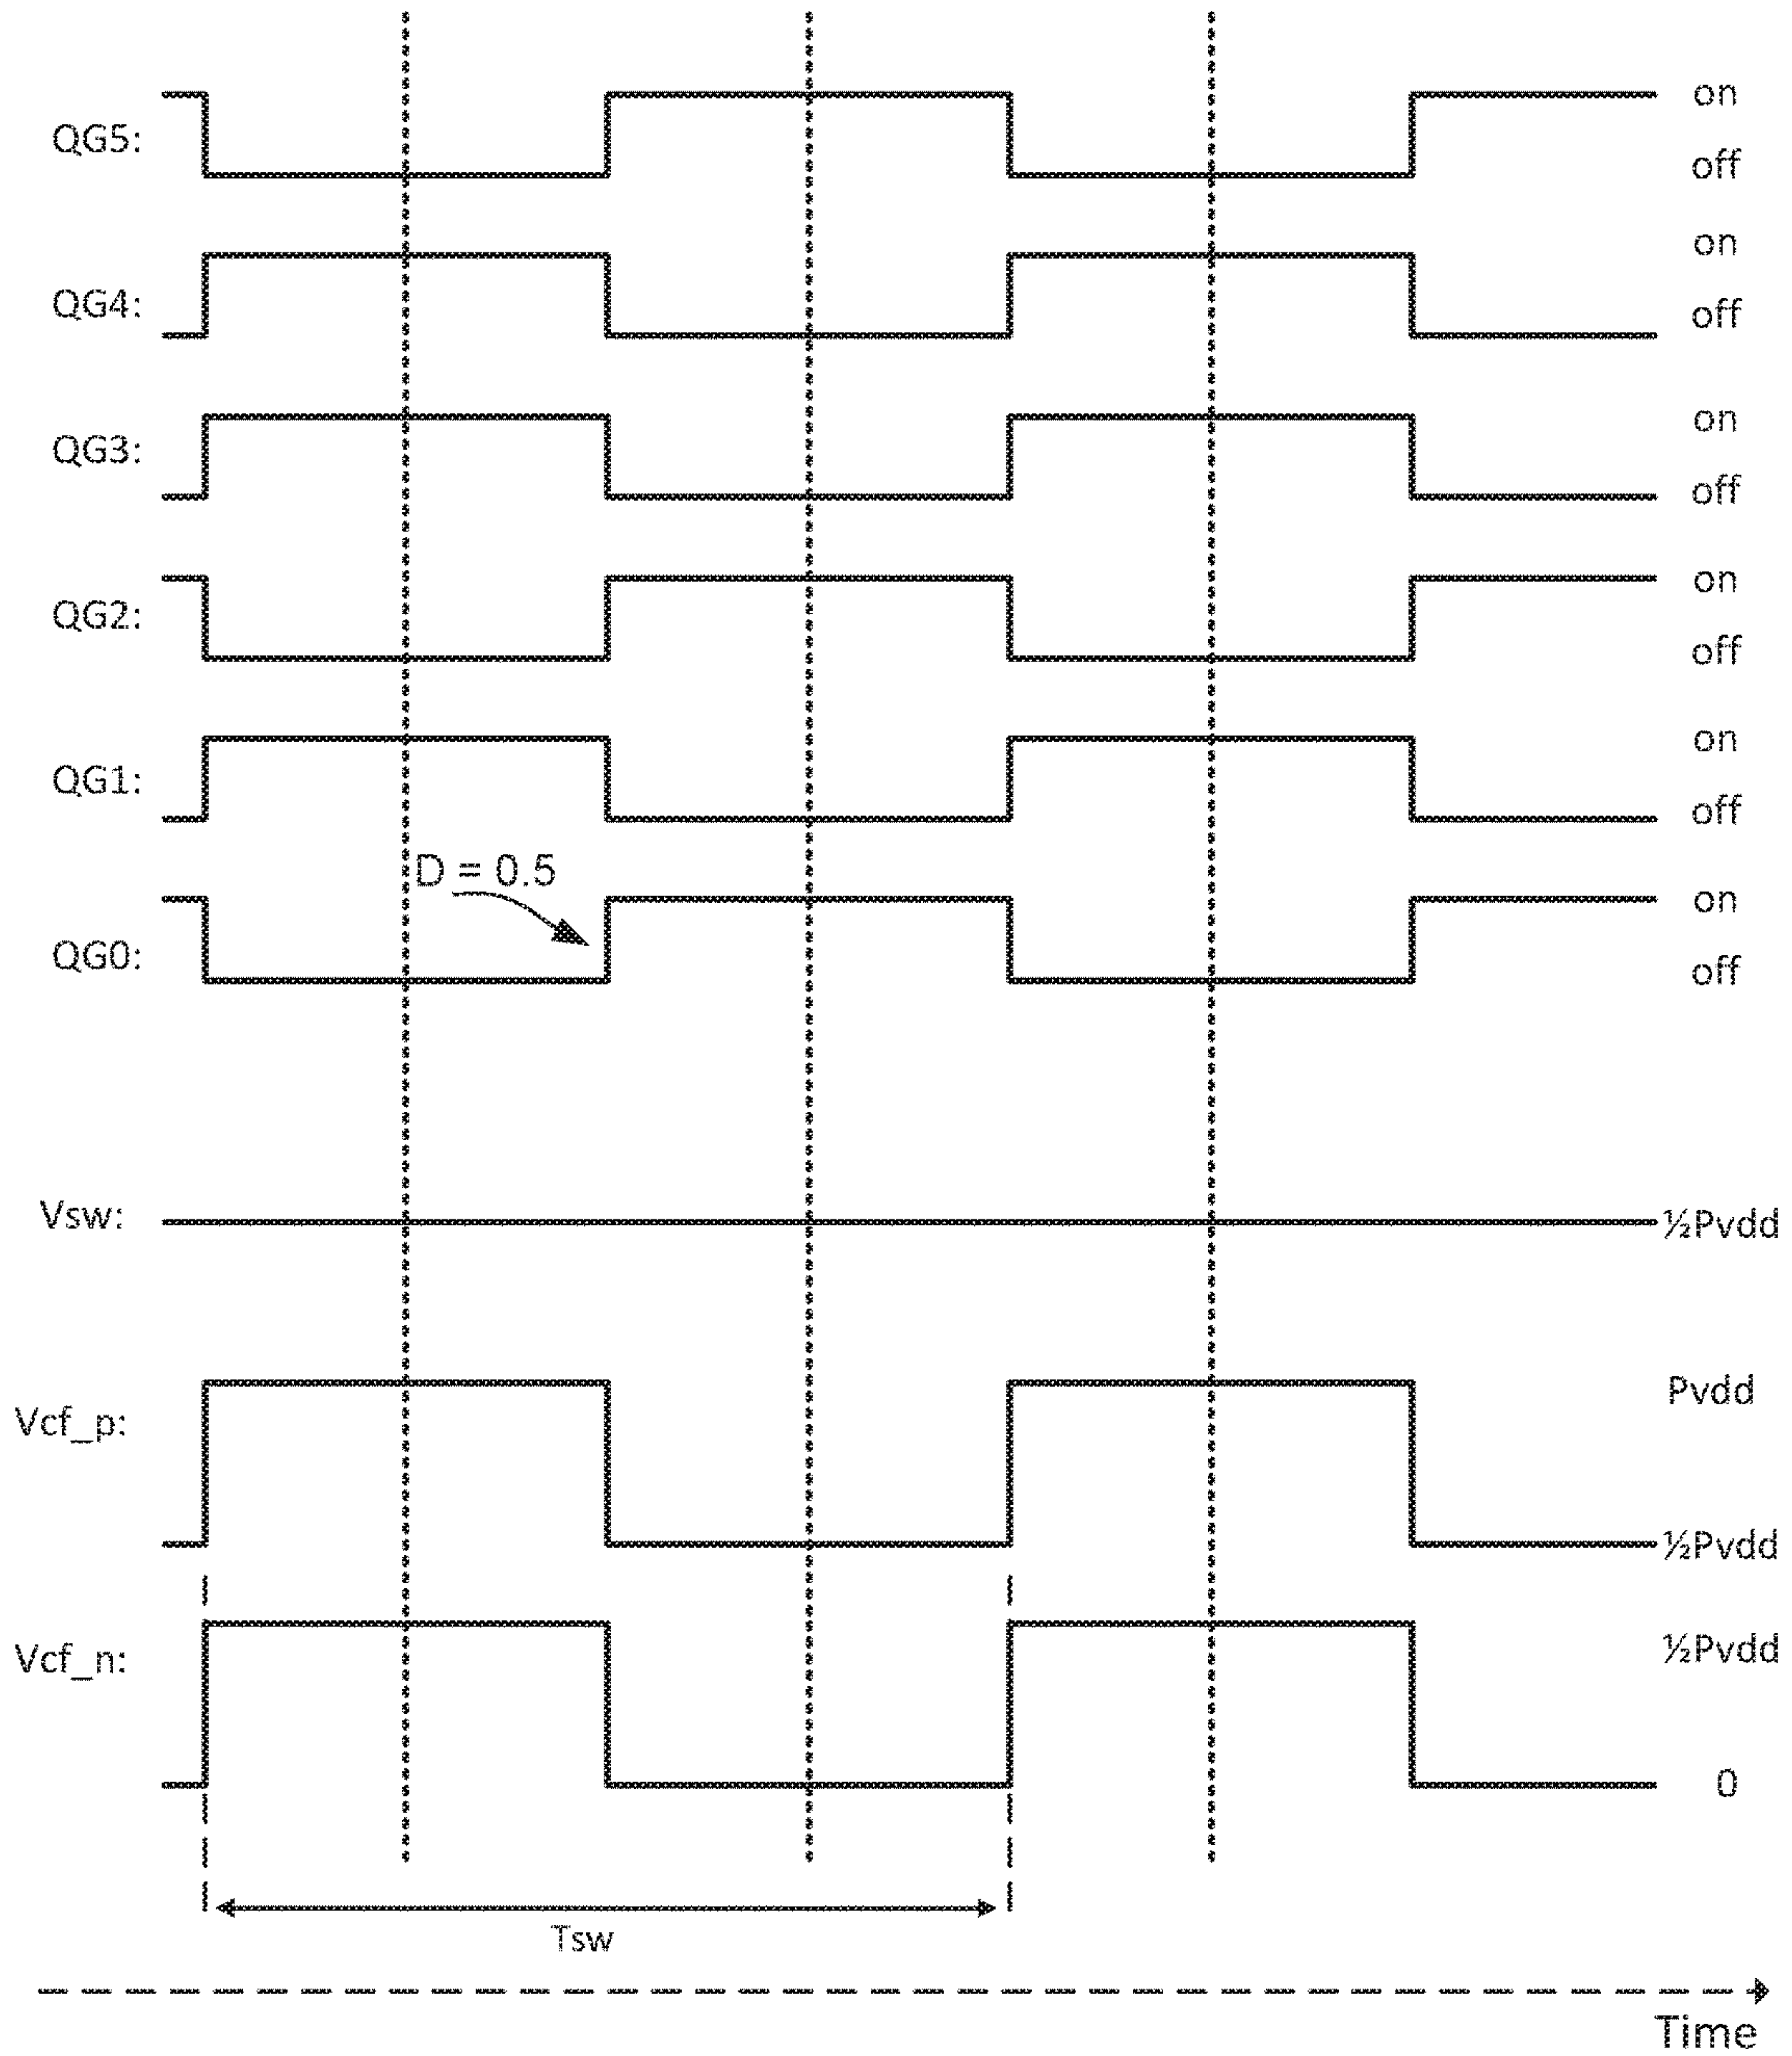 on
QG5:
off
on
QG4:
off
on
QG3:
off
on
QG2:
off
on
QG1:
off
D = 0.5
on
QG0:
off
Vsw:
½Pvdd
Pvdd
Vcf_p:
½Pvdd
½Pvdd
Vcf_n:
0
Tsw
Time